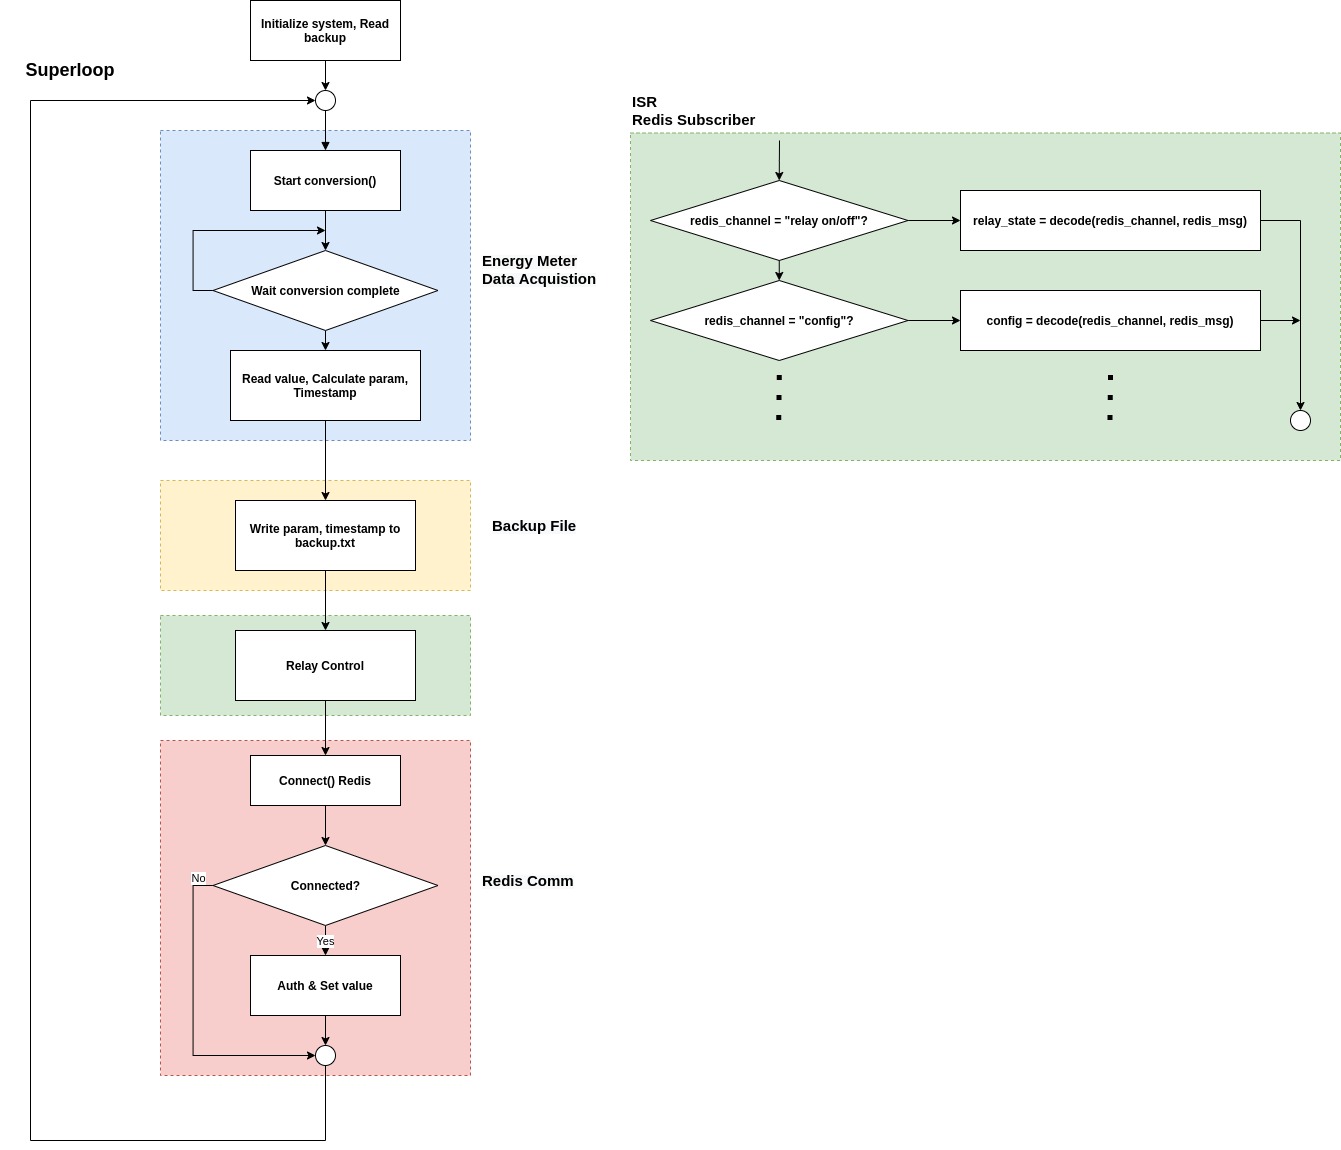 Initialize system, Read
backup
Superloop
Start conversion()
Wait conversion complete
Read value, Calculate param,
Timestamp
Energy Meter
Data Acquistion
Write param, timestamp to
backup.txt
Backup File
Relay Control
Connect() Redis
Connected?
No
Yes
Auth & Set value
Redis Comm
ISR
Redis Subscriber
redis_channel = "relay on/off"?
relay_state = decode(redis_channel, redis_msg)
redis_channel = "config"?
config = decode(redis_channel, redis_msg)